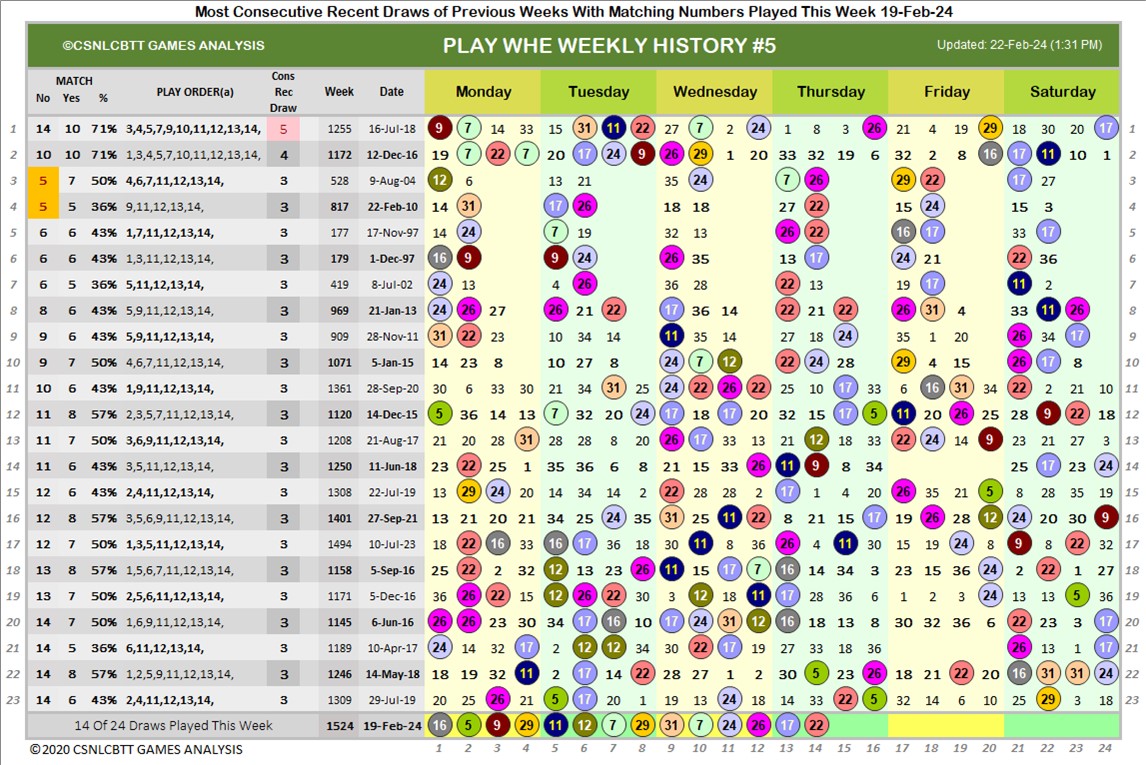 Most Consecutive Recent Draws of Previous Weeks With Matching Numbers Played This Week 19-Feb-24
©CSNLCBTT GAMES ANALYSIS PLAY WHE WEEKLY HISTORY #5 Updated: 22-Feb-24 (1:31 PM)
MATCH No Yes % PLAY ORDER(a) Cons Rec Draw Week Date Monday Tuesday Wednesday Thursday Friday Saturday
1 14 10 71% 3,4,5,7,9,10,11,12,13,14, 5 1255 16-Jul-18 9 7 14 33 15 31 11 22 27 7 2 24 1 8 3 26 21 4 19 29 18 30 20 17 1
2 10 10 71% 1,3,4,5,7,10,11,12,13,14, 4 1172 12-Dec-16 19 7 22 7 20 17 24 9 26 29 1 20 33 32 19 6 32 2 8 16 17 11 10 1 2
3 5 7 50% 4,6,7,11,12,13,14, 3 528 9-Aug-04 12 6 13 21 35 24 7 26 29 22 17 27 3
4 5 5 36% 9,11,12,13,14, 3 817 22-Feb-10 14 31 17 26 18 18 27 22 15 24 15 3 4
5 6 6 43% 1,7,11,12,13,14, 3 177 17-Nov-97 14 24 7 19 32 13 26 22 16 17 33 17 5
6 6 6 43% 1,3,11,12,13,14, 3 179 1-Dec-97 16 9 9 24 26 35 13 17 24 21 22 36 6
7 6 5 36% 5,11,12,13,14, 3 419 8-Jul-02 24 13 4 26 36 28 22 13 19 17 11 2 7
8 8 6 43% 5,9,11,12,13,14, 3 969 21-Jan-13 24 26 27 26 21 22 17 36 14 22 21 22 26 31 4 33 11 26 8
9 9 6 43% 5,9,11,12,13,14, 3 909 28-Nov-11 31 22 23 10 34 14 11 35 14 28 18 24 35 1 20 26 24 17 9
10 9 7 50% 4,6,7,11,12,13,14, 3 1071 5-Jan-15 14 23 8 10 27 8 24 7 12 22 24 28 29 4 15 26 17 8 10
11 10 6 43% 1,9,11,12,13,14, 3 1361 28-Sep-20 30 6 33 30 21 34 31 25 24 22 26 22 25 10 17 33 6 16 31 34 22 2 21 10 11
12 11 8 57% 2,3,5,7,11,12,13,14, 3 1120 14-Dec-15 5 36 14 13 7 32 20 24 17 18 17 20 32 15 17 5 11 20 26 25 28 9 22 18 12
13 11 7 50% 3,6,9,11,12,13,14, 3 1208 21-Aug-17 21 20 28 31 28 28 8 20 26 17 33 13 21 12 18 33 22 24 14 9 23 21 27 3 13
14 11 6 43% 3,5,11,12,13,14, 3 1250 11-Jun-18 23 22 25 1 35 36 6 8 21 15 33 26 11 9 8 34 25 17 23 24 14
15 12 6 43% 2,4,11,12,13,14, 3 1308 22-Jul-19 13 29 24 20 14 34 14 14 22 28 28 2 17 1 4 20 26 35 21 5 8 28 35 19 15
16 12 8 57% 3,5,6,9,11,12,13,14, 3 1401 27-Sep-21 13 21 20 21 34 25 24 35 31 25 11 22 8 21 15 17 19 26 28 12 24 20 30 9 16
17 12 7 50% 1,3,5,11,12,13,14, 3 1494 10-Jul-23 18 22 16 33 16 17 36 18 30 11 8 36 26 4 11 30 15 19 24 8 9 8 22 32 17
18 13 8 57% 1,5,6,7,11,12,13,14, 3 1158 5-Sep-16 25 22 2 32 12 13 23 26 11 15 17 7 16 14 34 3 23 15 36 24 2 22 1 27 18
19 13 7 50% 2,5,6,11,12,13,14, 3 1171 5-Dec-16 36 26 22 15 12 26 22 30 3 12 18 11 17 28 36 6 1 2 3 24 13 13 5 36 19
20 14 7 50% 1,6,9,11,12,13,14, 3 1145 6-Jun-16 26 26 23 30 34 17 16 10 17 24 31 12 16 18 13 8 30 32 36 6 22 23 3 17 20
21 14 5 36% 6,11,12,13,14, 3 1189 10-Apr-17 24 14 32 17 2 12 12 34 30 22 17 19 27 33 18 36 26 13 1 17 21
22 14 8 57% 1,2,5,9,11,12,13,14, 3 1246 14-May-18 18 19 32 11 2 17 14 22 28 27 1 2 30 5 23 26 18 21 22 20 16 31 31 24 22
23 14 6 43% 2,4,11,12,13,14, 3 1309 29-Jul-19 20 25 26 21 5 17 20 1 19 13 24 18 14 33 22 5 32 14 6 1 25 29 3 18 23
14 Of 24 Draws Played This Week 1524 19-Feb-24 16 5 9 29 11 12 7 29 31 7 24 26 17 22
© 2020 CSNLCBTT GAMES ANALYSIS 1 2 3 4 5 6 7 8 9 10 11 12 13 14 15 16 17 18 19 20 21 22 23 24